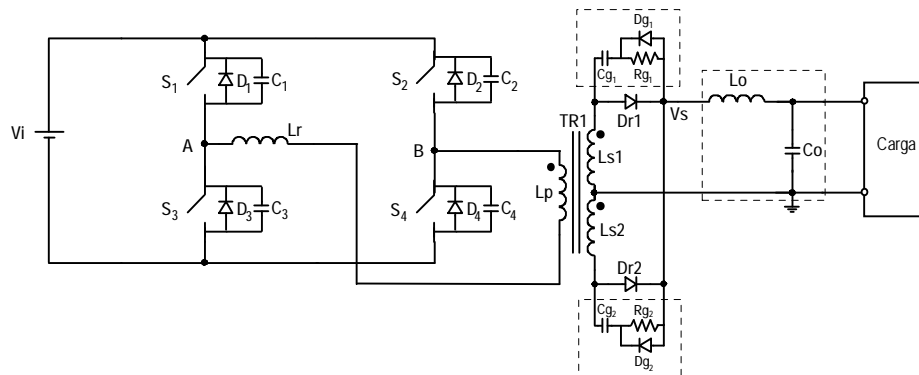 Dg₁
Cg₁
Rg₁
S₁
D₁
C₁
S₂
D₂
C₂
Dr1
Lo
Vs
TR1
Vi
A
Lr
B
Co
Carga
Ls1
Lp
S₃
D₃
C₃
S₄
D₄
C₄
Ls2
Dr2
Cg₂
Rg₂
Dg₂